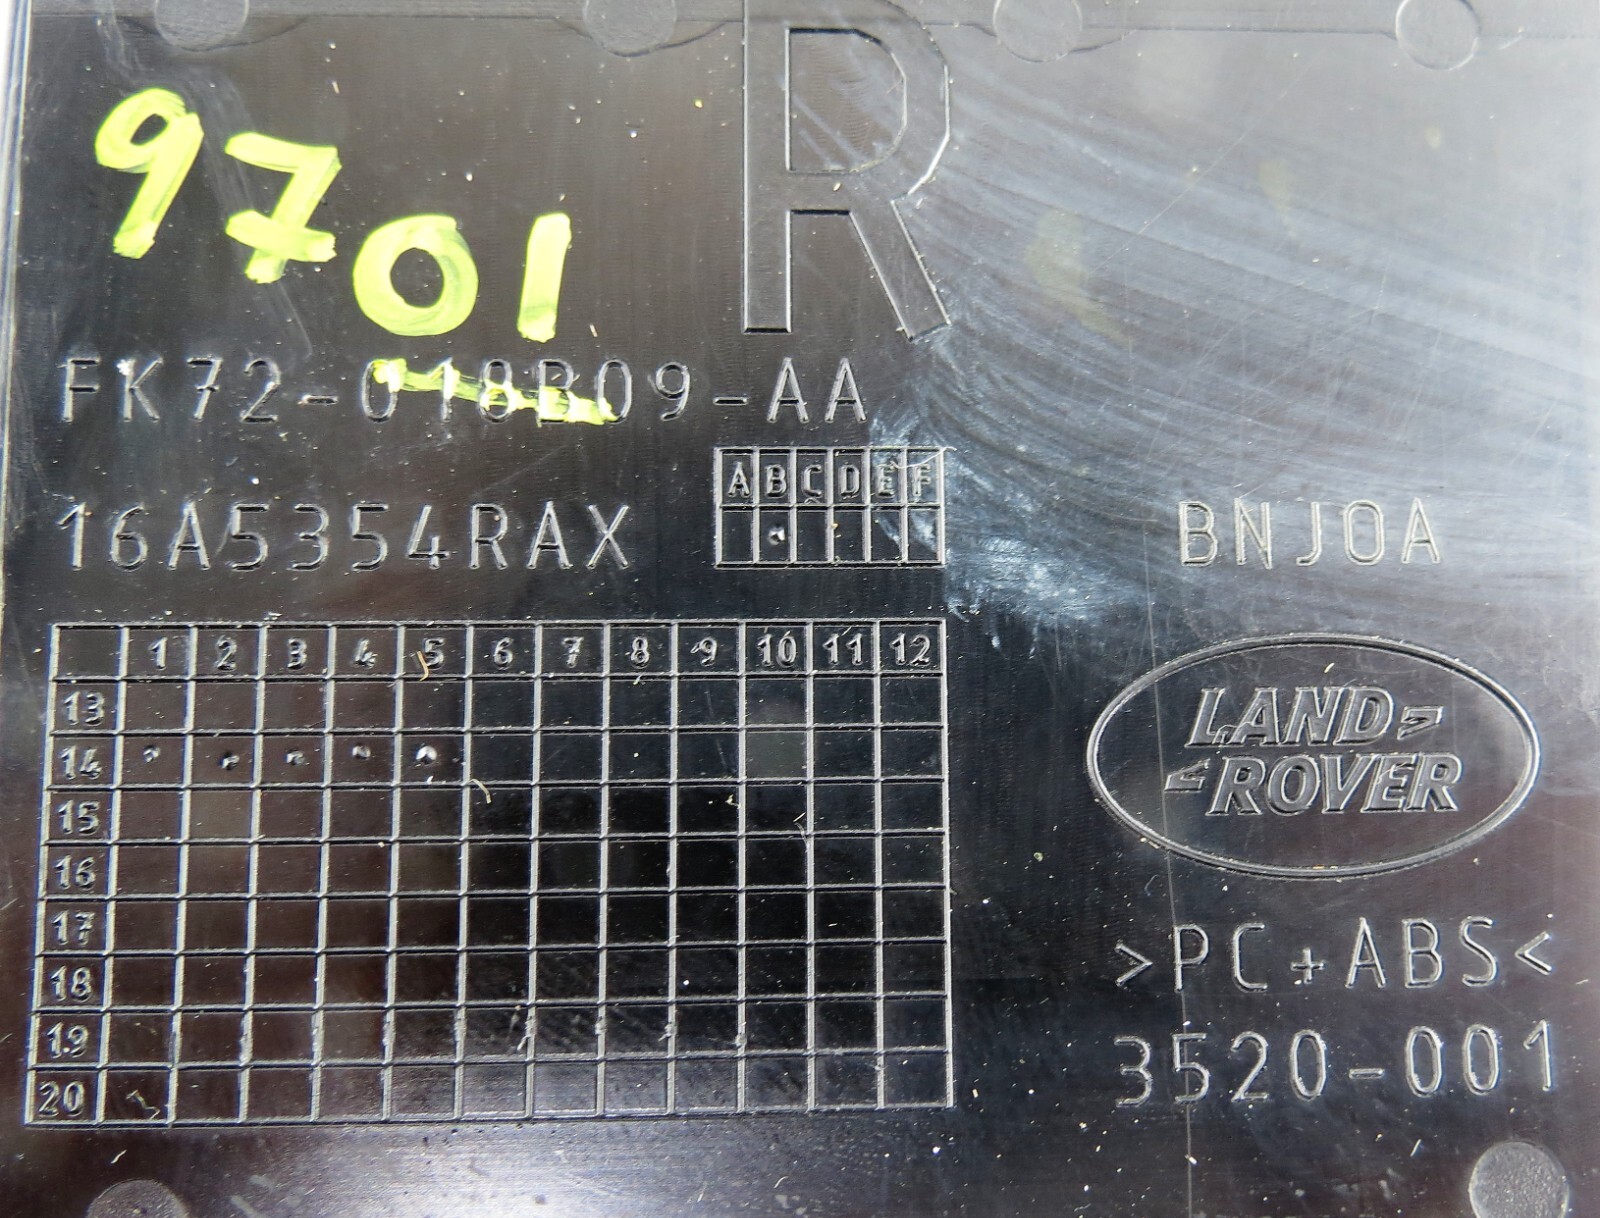 R
9701
FK72-018B09-AA
A B C D E F
16A5354RAX
BNJOA
1 2 3 4 5 6 7 8 9 10 11 12
13
14
15
16
17
18
19
20
LAND
ROVER
>PC+ABS<
3520-001